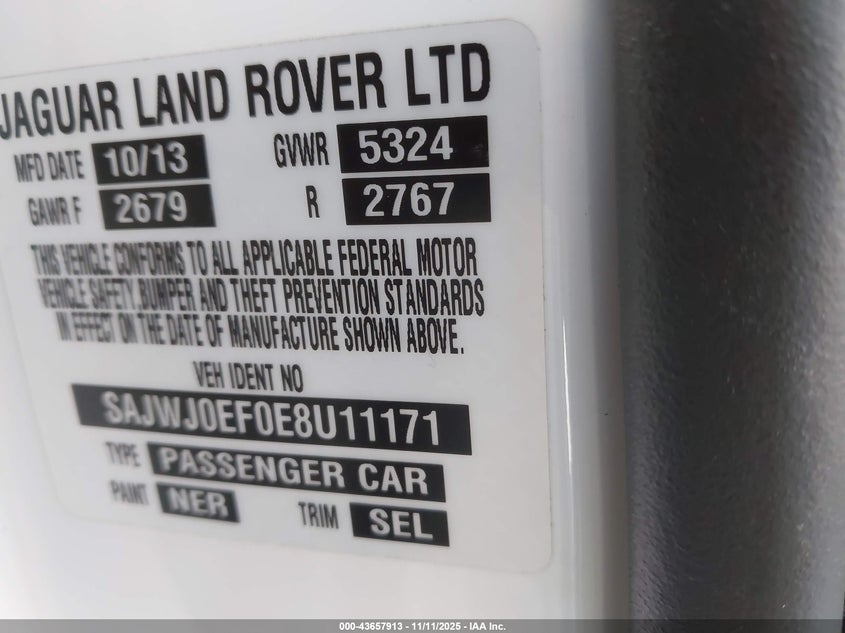 JAGUAR LAND ROVER LTD
MFD DATE 10/13 GVWR 5324
GAWR F 2679 R 2767
THIS VEHICLE CONFORMS TO ALL APPLICABLE FEDERAL MOTOR
VEHICLE SAFETY, BUMPER AND THEFT PREVENTION STANDARDS
IN EFFECT ON THE DATE OF MANUFACTURE SHOWN ABOVE.
VEH IDENT NO
SAJWJ0EF0E8U11171
TYPE PASSENGER CAR
PAINT NER TRIM SEL
000-43657913 - 11/11/2025 - IAA Inc.